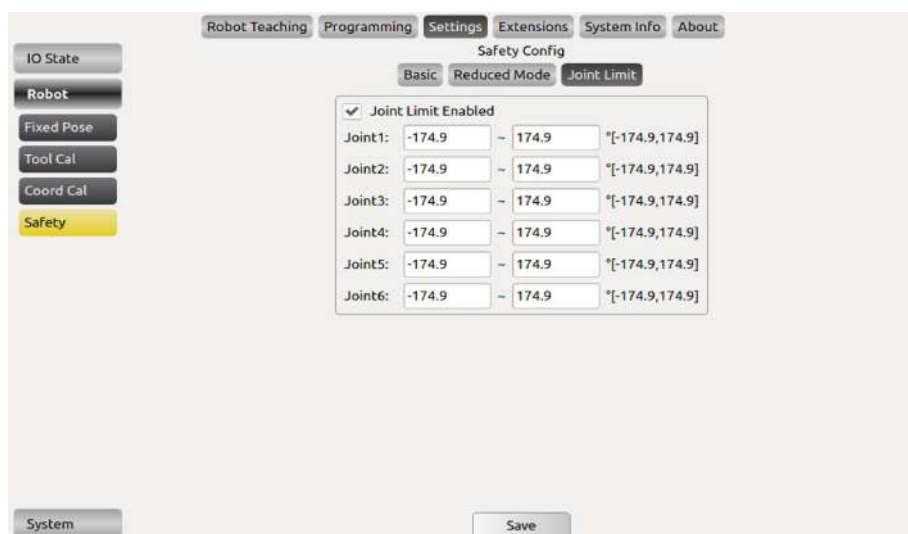 Robot Teaching Programming Settings Extensions System Info About
IO State
Robot
Fixed Pose
Tool Cal
Coord Cal
Safety
System
Safety Config
Basic Reduced Mode Joint Limit
Joint Limit Enabled
Joint1: -174.9 ~ 174.9 °[-174.9,174.9]
Joint2: -174.9 ~ 174.9 °[-174.9,174.9]
Joint3: -174.9 ~ 174.9 °[-174.9,174.9]
Joint4: -174.9 ~ 174.9 °[-174.9,174.9]
Joint5: -174.9 ~ 174.9 °[-174.9,174.9]
Joint6: -174.9 ~ 174.9 °[-174.9,174.9]
Save